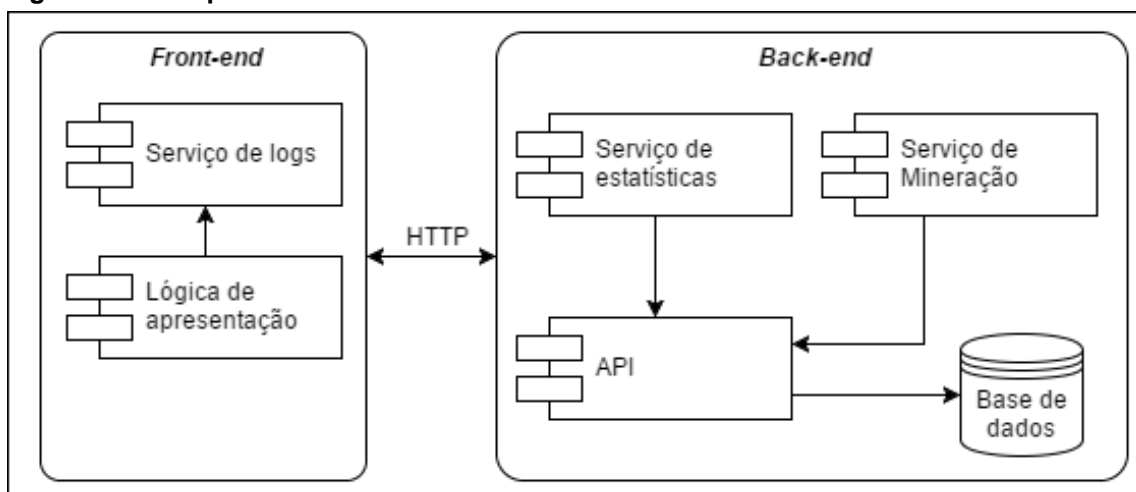 Front-end
Serviço de logs
Lógica de
apresentação
HTTP
Back-end
Serviço de
estatísticas
Serviço de
Mineração
API
Base de
dados